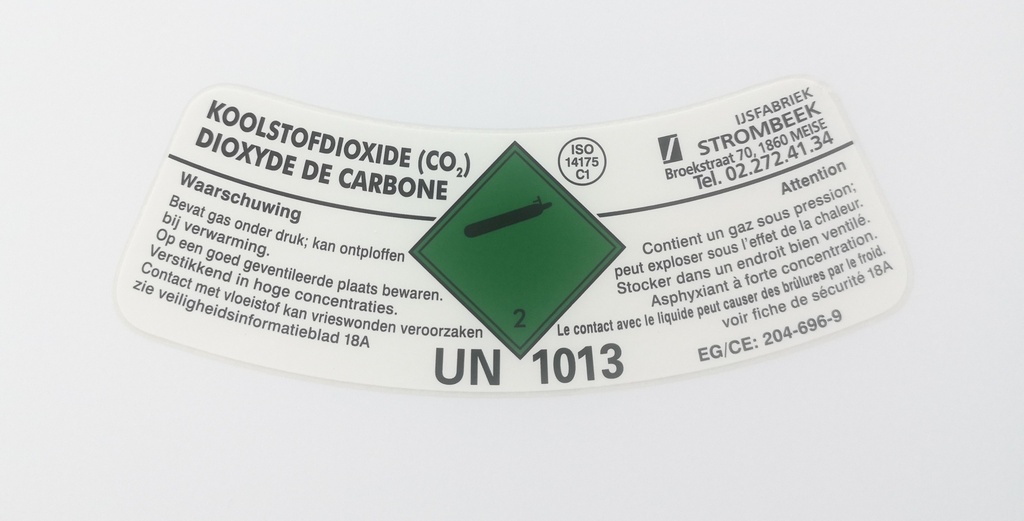 KOOLSTOFDIOXIDE (CO₂)
DIOXYDE DE CARBONE
Waarschuwing
Bevat gas onder druk; kan ontploffen
bij verwarming.
Op een goed geventileerde plaats bewaren.
Verstikkend in hoge concentraties.
Contact met vloeistof kan vrieswonden veroorzaken
zie veiligheidsinformatieblad 18A
2
UN 1013
ISO
14175
C1
IJSFABRIEK
STROMBEEK
Broekstraat 70, 1860 MEISE
Tel. 02.272.41.34
Attention
Contient un gaz sous pression;
peut exploser sous l'effet de la chaleur.
Stocker dans un endroit bien ventilé.
Asphyxiant à forte concentration.
Le contact avec le liquide peut causer des brûlures par le froid.
voir fiche de sécurité 18A
EG/CE: 204-696-9